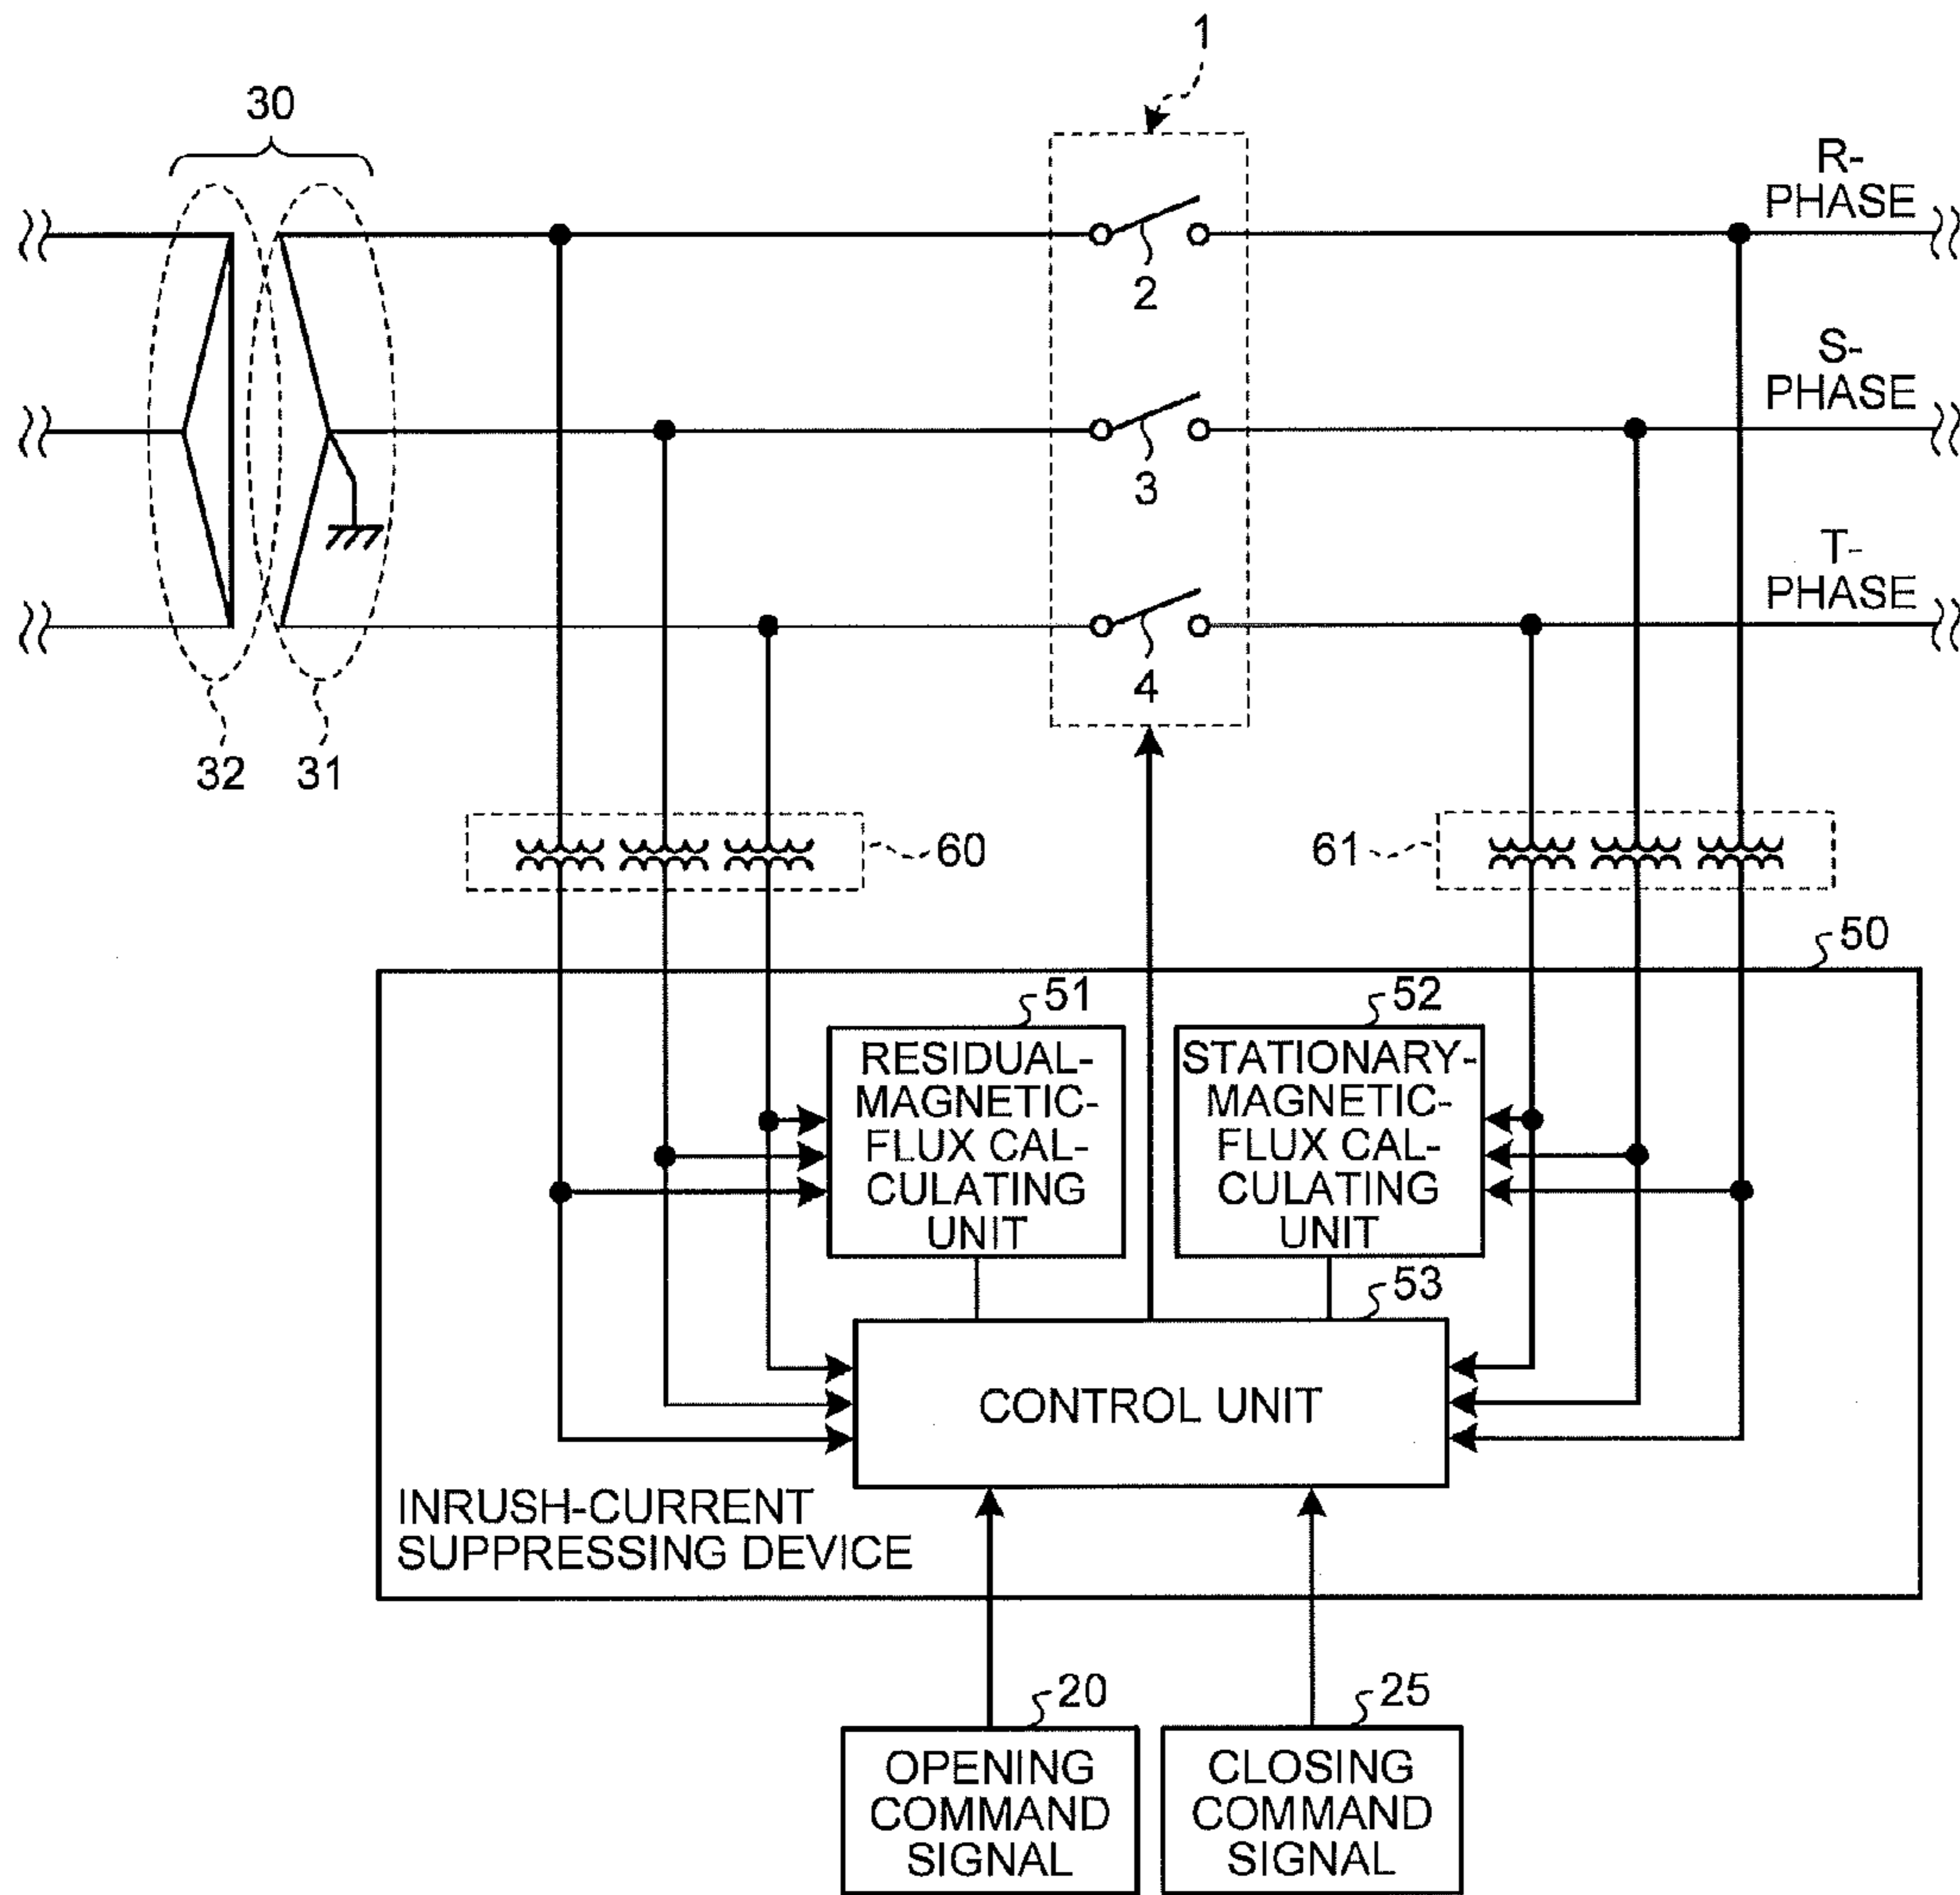 1
30
R-
PHASE
2
S-
PHASE
3
T-
PHASE
4
32
31
60
61
50
51
52
RESIDUAL-
MAGNETIC-
FLUX CAL-
CULATING
UNIT
STATIONARY-
MAGNETIC-
FLUX CAL-
CULATING
UNIT
53
CONTROL UNIT
INRUSH-CURRENT
SUPPRESSING DEVICE
20
25
OPENING
COMMAND
SIGNAL
CLOSING
COMMAND
SIGNAL